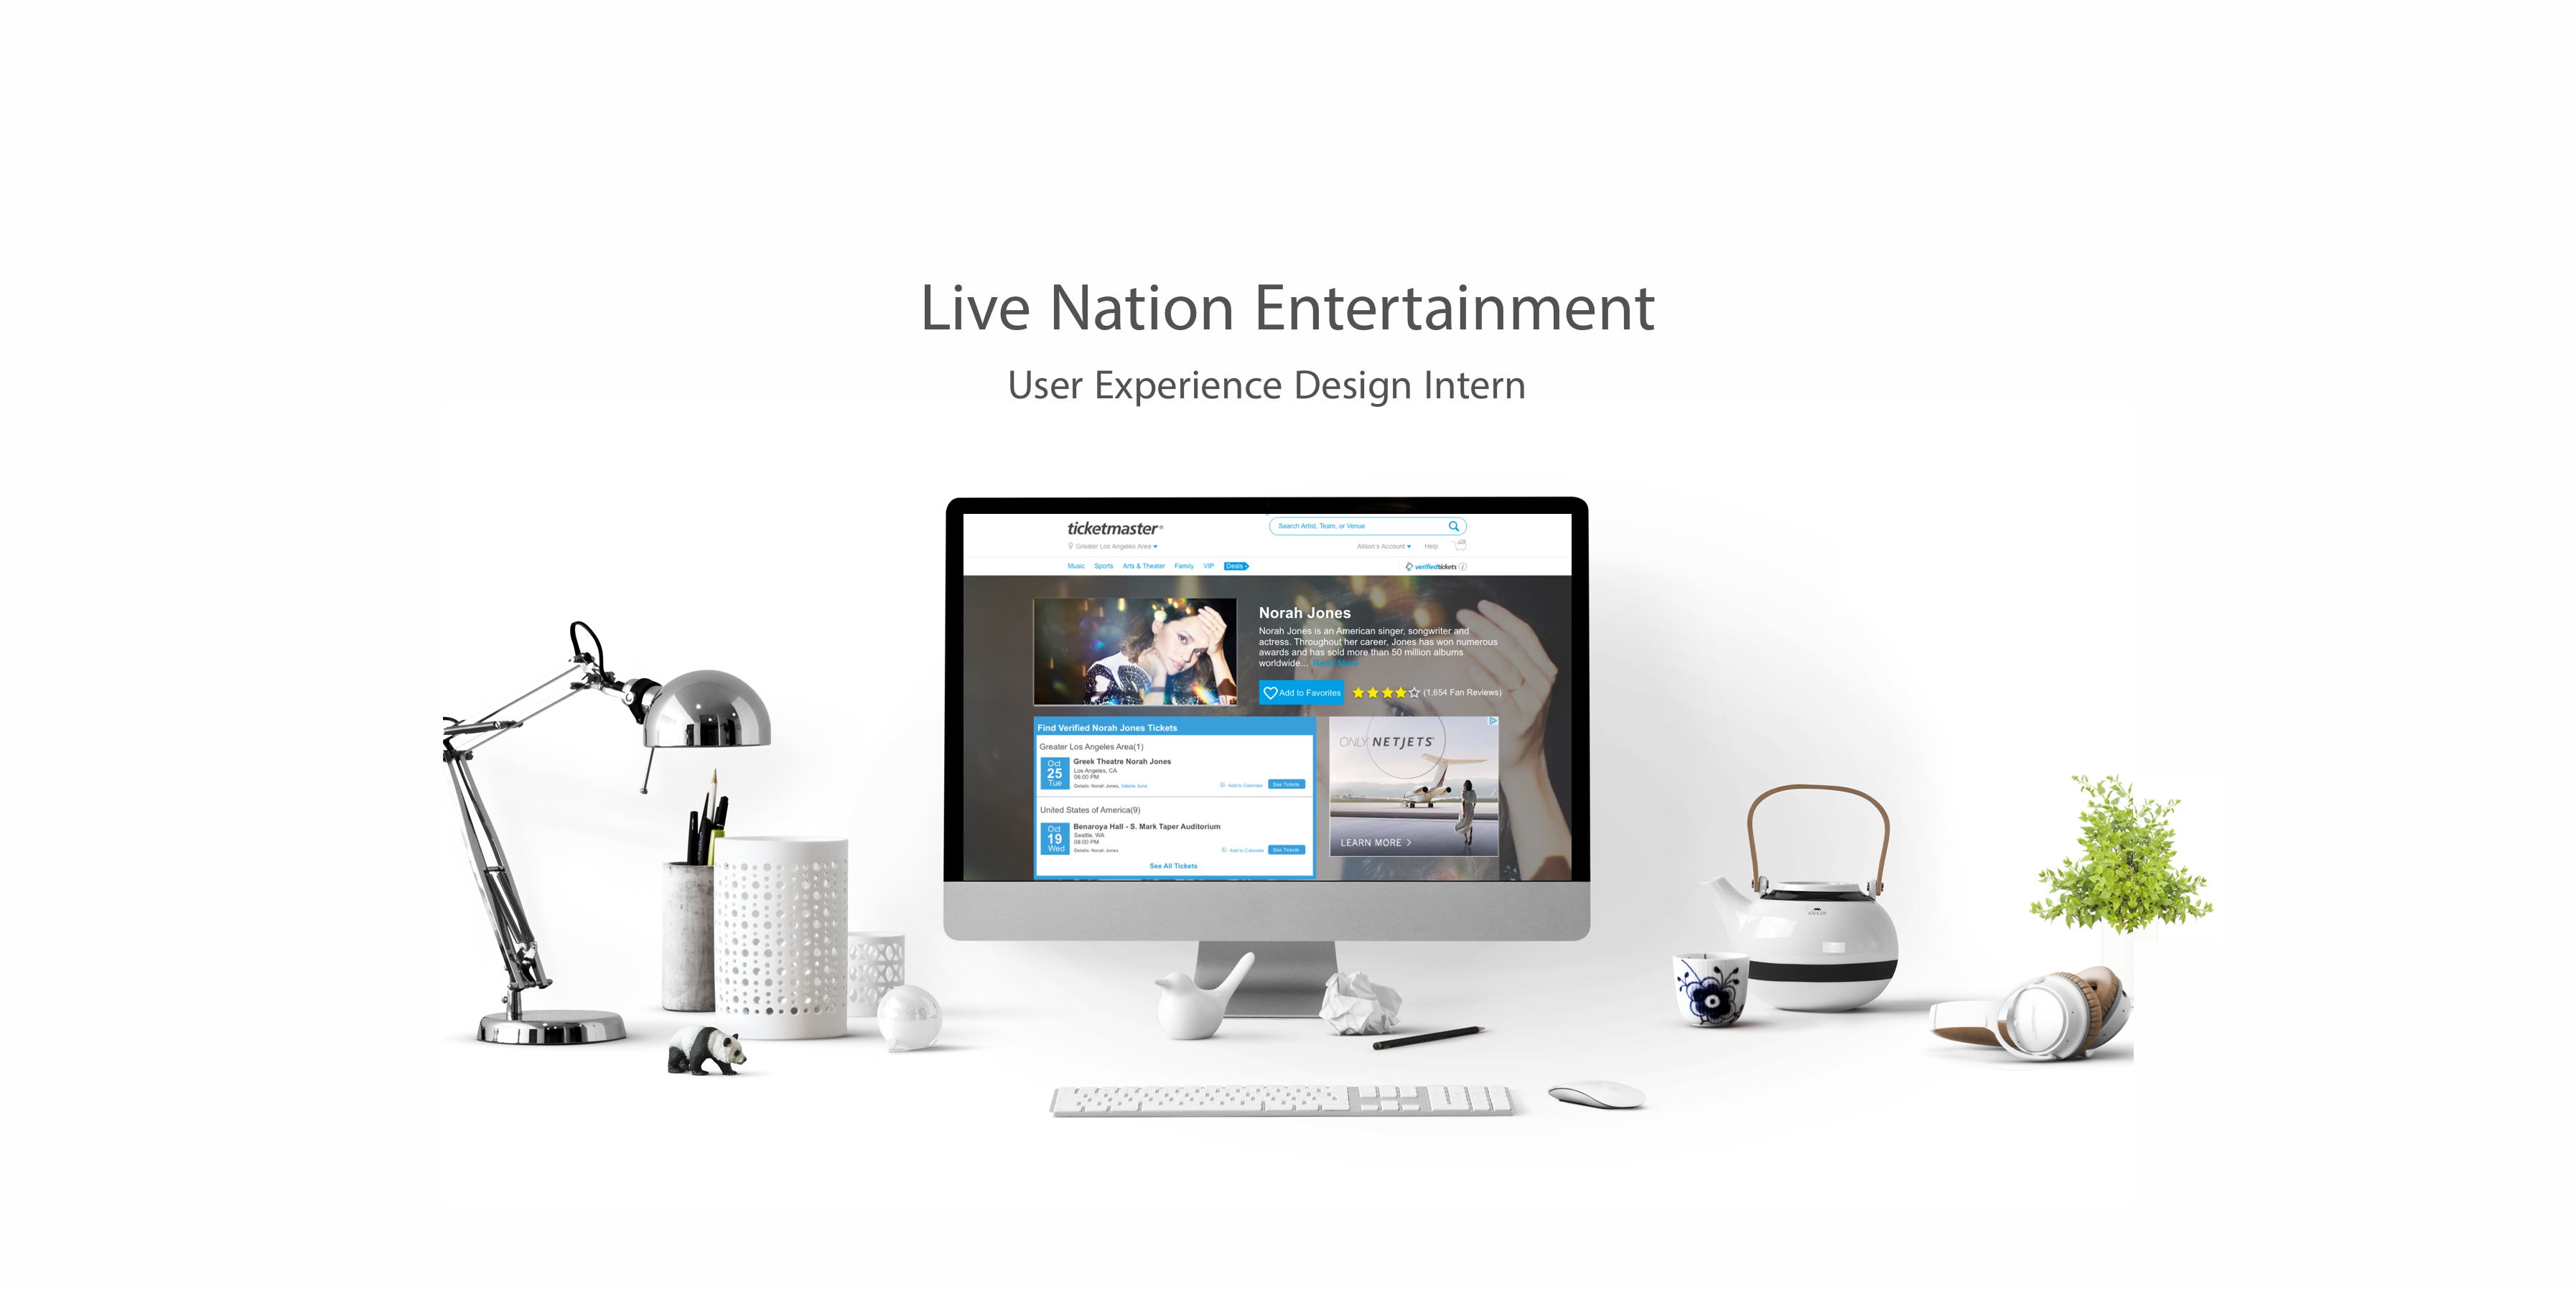 Live Nation Entertainment
User Experience Design Intern
ticketmaster®
Search Artist, Team, or Venue
Greater Los Angeles Area
Alison's Account
Help
Music Sports Arts & Theater Family VIP Deals
verifiedtickets
Norah Jones
Norah Jones is an American singer, songwriter and
actress. Throughout her career, Jones has won numerous
awards and has sold more than 50 million albums
worldwide... Read More
Add to Favorites
(1,654 Fan Reviews)
Find Verified Norah Jones Tickets
Greater Los Angeles Area(1)
Oct
25
Tue
Greek Theatre Norah Jones
Los Angeles, CA
06:00 PM
Details: Norah Jones, Valerie June
Add to Calendar
See Tickets
United States of America(9)
Oct
19
Wed
Benaroya Hall - S. Mark Taper Auditorium
Seattle, WA
08:00 PM
Details: Norah Jones
Add to Calendar
See Tickets
See All Tickets
ONLY NETJETS
LEARN MORE >
KÄHLER